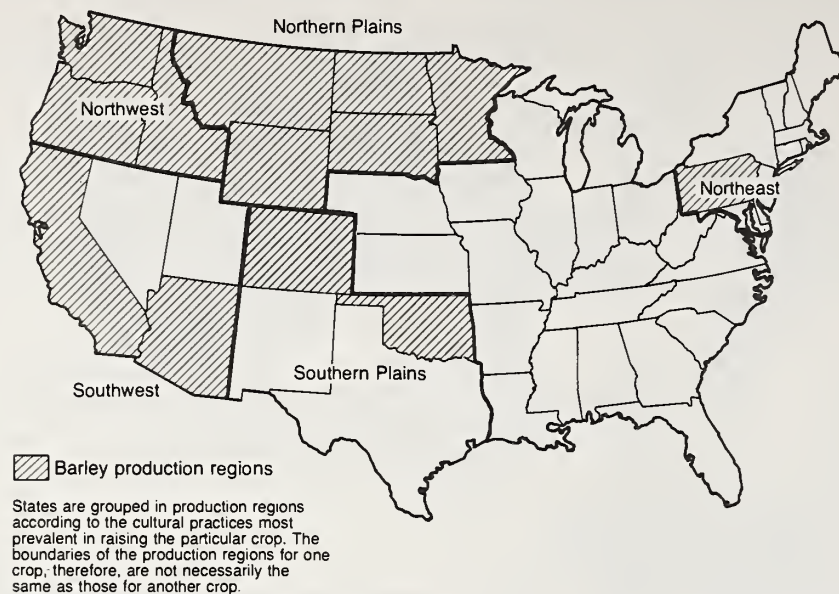 Northern Plains
Northwest
Northeast
Southwest
Southern Plains
Barley production regions
States are grouped in production regions
according to the cultural practices most
prevalent in raising the particular crop. The
boundaries of the production regions for one
crop, therefore, are not necessarily the
same as those for another crop.